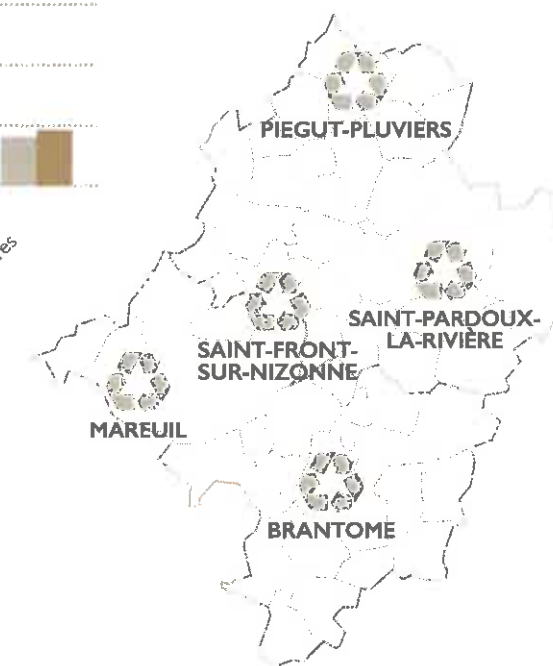 PIEGUT-PLUVIERS
SAINT-PARDOUX-
LA-RIVIÈRE
SAINT-FRONT-
SUR-NIZONNE
MAREUIL
BRANTOME